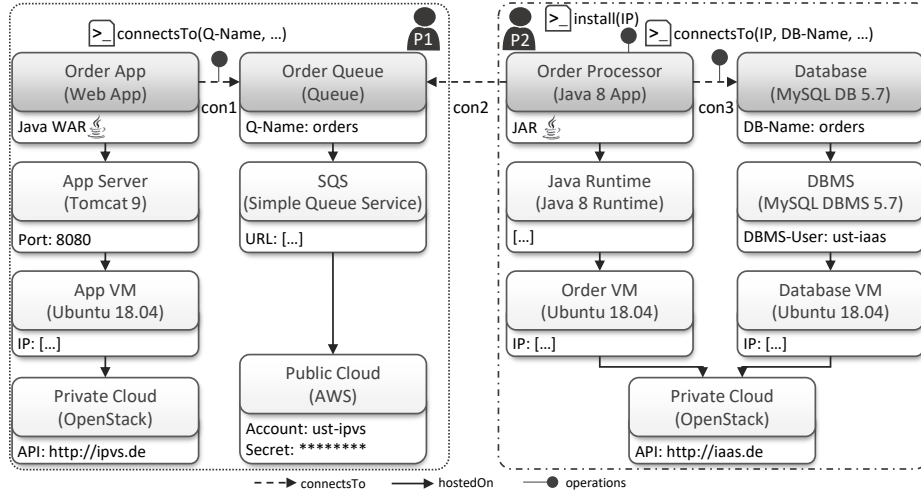 >_ connectsTo(Q-Name, …)
P1
Order App
(Web App)
Java WAR
con1
Order Queue
(Queue)
Q-Name: orders
App Server
(Tomcat 9)
Port: 8080
SQS
(Simple Queue Service)
URL: […]
App VM
(Ubuntu 18.04)
IP: […]
Private Cloud
(OpenStack)
API: http://ipvs.de
Public Cloud
(AWS)
Account: ust-ipvs
Secret: ********
con2
P2
>_ install(IP)
>_ connectsTo(IP, DB-Name, …)
Order Processor
(Java 8 App)
JAR
con3
Database
(MySQL DB 5.7)
DB-Name: orders
Java Runtime
(Java 8 Runtime)
[…]
DBMS
(MySQL DBMS 5.7)
DBMS-User: ust-iaas
Order VM
(Ubuntu 18.04)
IP: […]
Database VM
(Ubuntu 18.04)
IP: […]
Private Cloud
(OpenStack)
API: http://iaas.de
connectsTo
hostedOn
operations